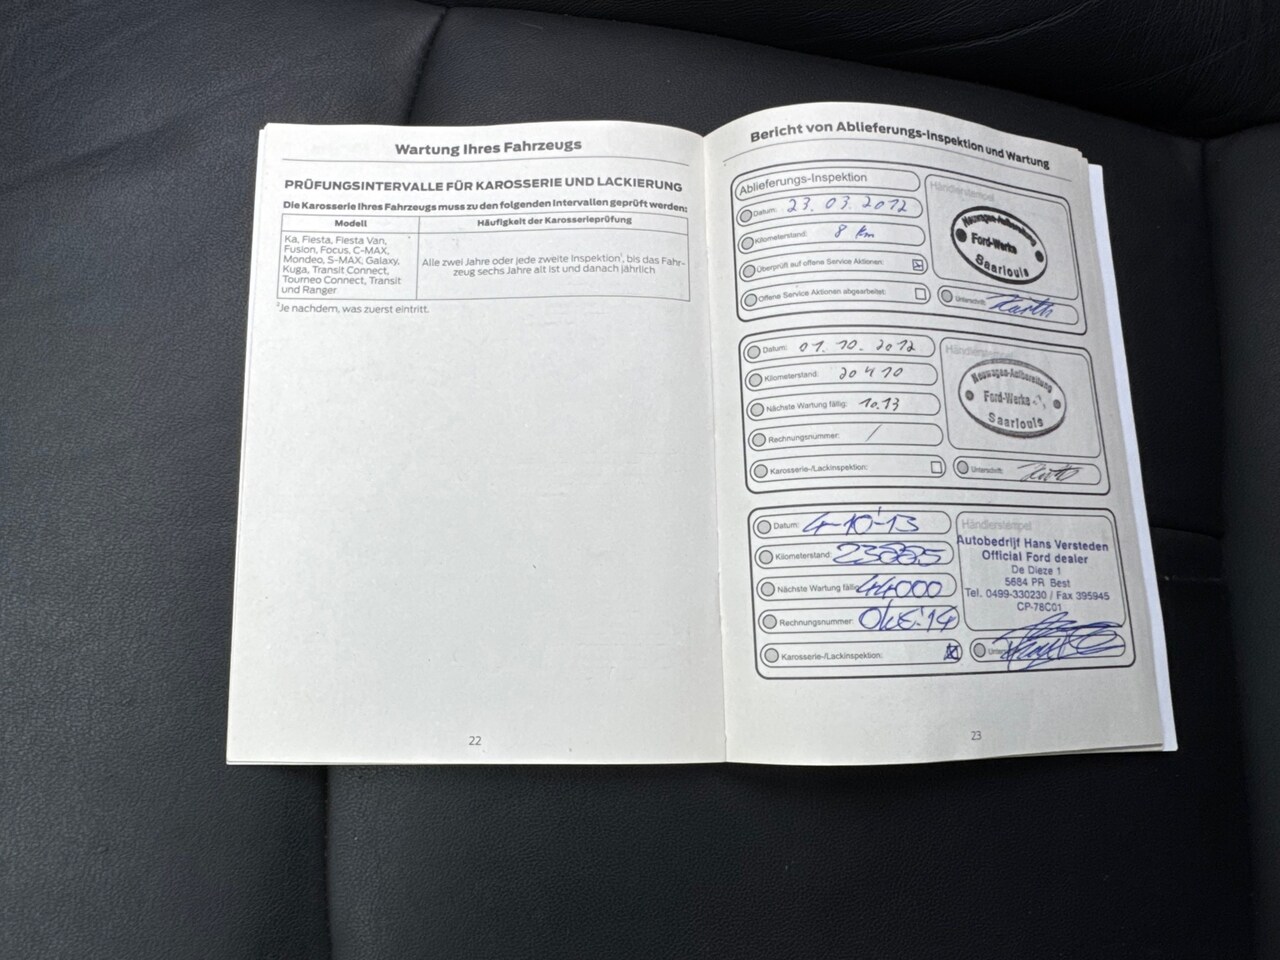 Wartung Ihres Fahrzeugs
PRÜFUNGSINTERVALLE FÜR KAROSSERIE UND LACKIERUNG
Die Karosserie Ihres Fahrzeugs muss zu den folgenden Intervallen geprüft werden:
Modell
Häufigkeit der Karosserieprüfung
Ka, Fiesta, Fiesta Van,
Fusion, Focus, C-MAX,
Mondeo, S-MAX, Galaxy,
Kuga, Transit Connect,
Tourneo Connect, Transit
und Ranger
Alle zwei Jahre oder jede zweite Inspektion¹, bis das Fahr-
zeug sechs Jahre alt ist und danach jährlich
Je nachdem, was zuerst eintritt.
22
Bericht von Ablieferungs-Inspektion und Wartung
Ablieferungs-Inspektion
Datum: 23.03.2012
Kilometerstand: 8 km
Überprüft auf offene Service Aktionen:
Offene Service Aktionen abgearbeitet:
Händlerstempel
Neuwagen-Aufbereitung
Ford-Werke
Saarlouis
Unterschrift:
Datum: 01.10.2012
Kilometerstand: 20410
Nächste Wartung fällig: 10.13
Rechnungsnummer: /
Karosserie-/Lackinspektion:
Händlerstempel
Neuwagen-Aufbereitung
Ford-Werke
Saarlouis
Unterschrift:
Datum: 4-10-'13
Kilometerstand:
Nächste Wartung fällig: 44000
Rechnungsnummer: Okt'14
Karosserie-/Lackinspektion:
Händlerstempel
Autobedrijf Hans Versteden
Official Ford dealer
De Dieze 1
5684 PR Best
Tel. 0499-330230 / Fax 395945
CP-78C01
23